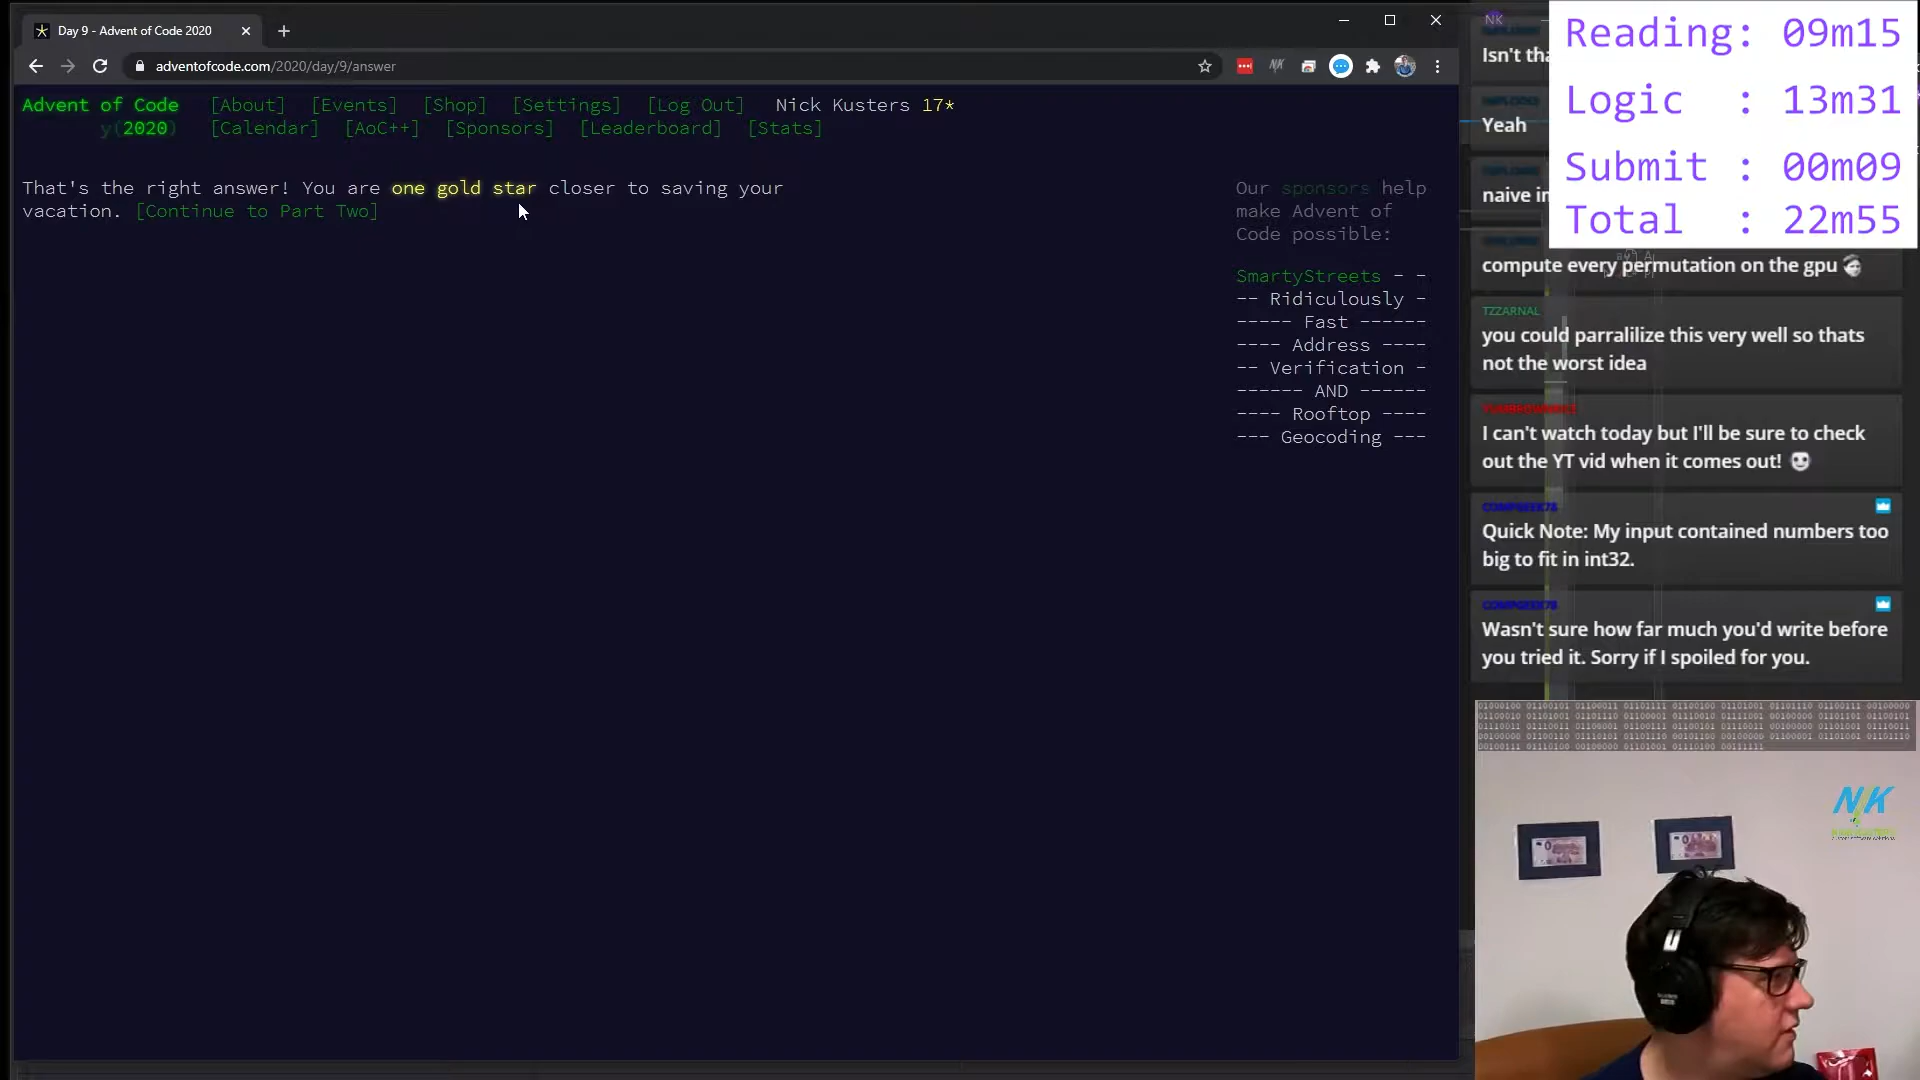 Day 9 - Advent of Code 2020
adventofcode.com/2020/day/9/answer
Advent of Code [About] [Events] [Shop] [Settings] [Log Out] Nick Kusters 17*
y(2020) [Calendar] [AoC++] [Sponsors] [Leaderboard] [Stats]
That's the right answer! You are one gold star closer to saving your
vacation. [Continue to Part Two]
Our sponsors help
make Advent of
Code possible:
SmartyStreets - -
-- Ridiculously -
----- Fast ------
---- Address ----
-- Verification -
------ AND ------
---- Rooftop ----
--- Geocoding ---
Reading: 09m15
Logic : 13m31
Submit : 00m09
Total : 22m55
NK
Isn't tha
Yeah
naive in
compute every permutation on the gpu
TZZARNAL
you could parralilize this very well so thats
not the worst idea
I can't watch today but I'll be sure to check
out the YT vid when it comes out!
COMPGEEK78
Quick Note: My input contained numbers too
big to fit in int32.
COMPGEEK78
Wasn't sure how far much you'd write before
you tried it. Sorry if I spoiled for you.
NK